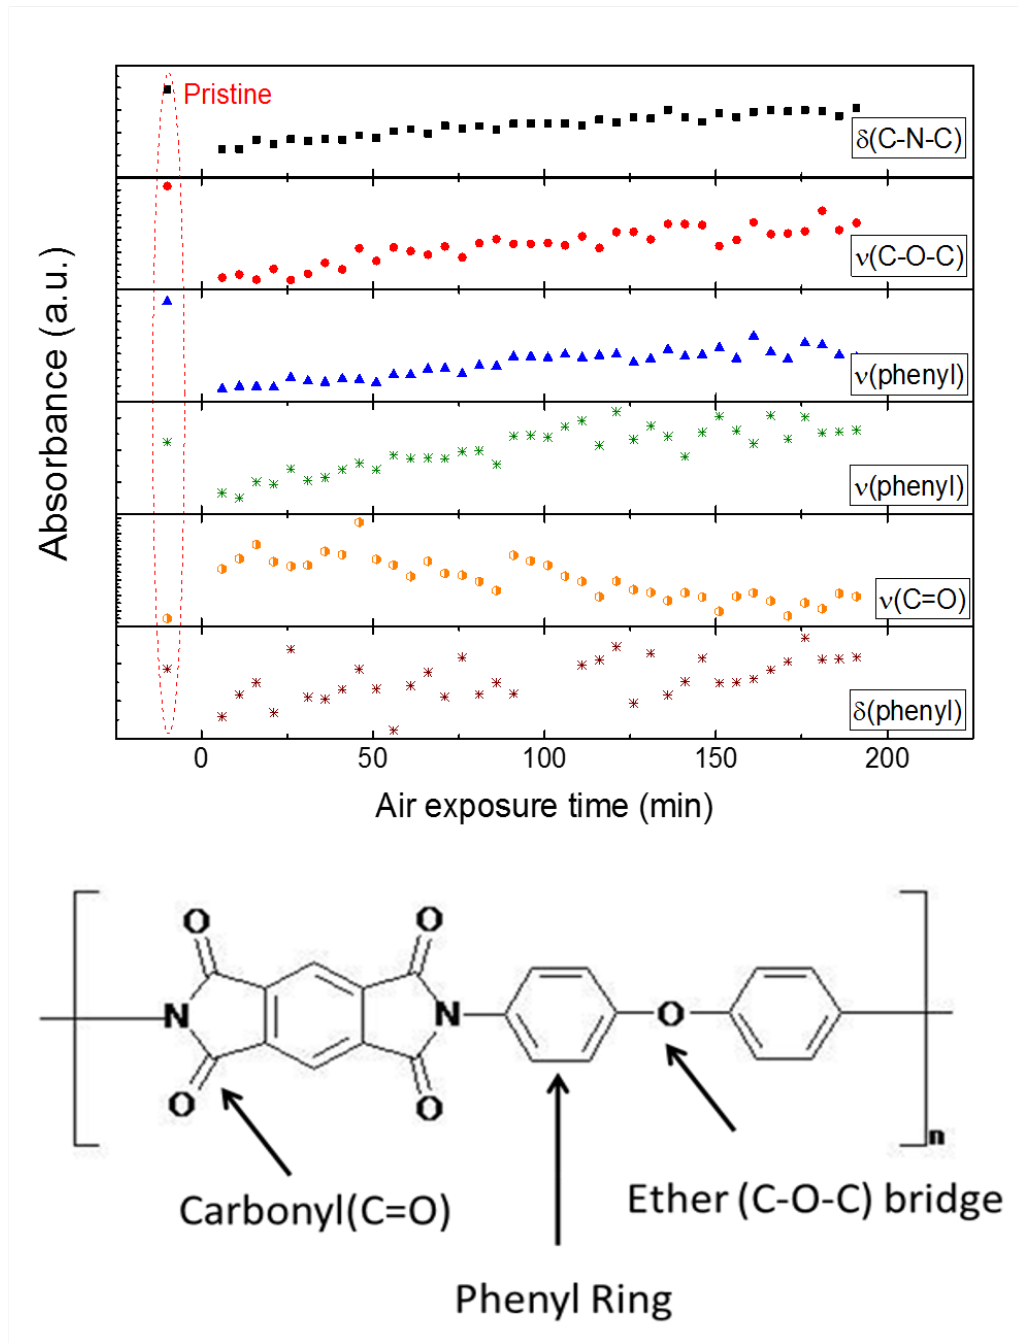 Pristine
δ(C-N-C)
ν(C-O-C)
ν(phenyl)
ν(phenyl)
ν(C=O)
δ(phenyl)
Absorbance (a.u.)
0 50 100 150 200
Air exposure time (min)
O O
N N O
O O
n
Carbonyl(C=O)
Ether (C-O-C) bridge
Phenyl Ring